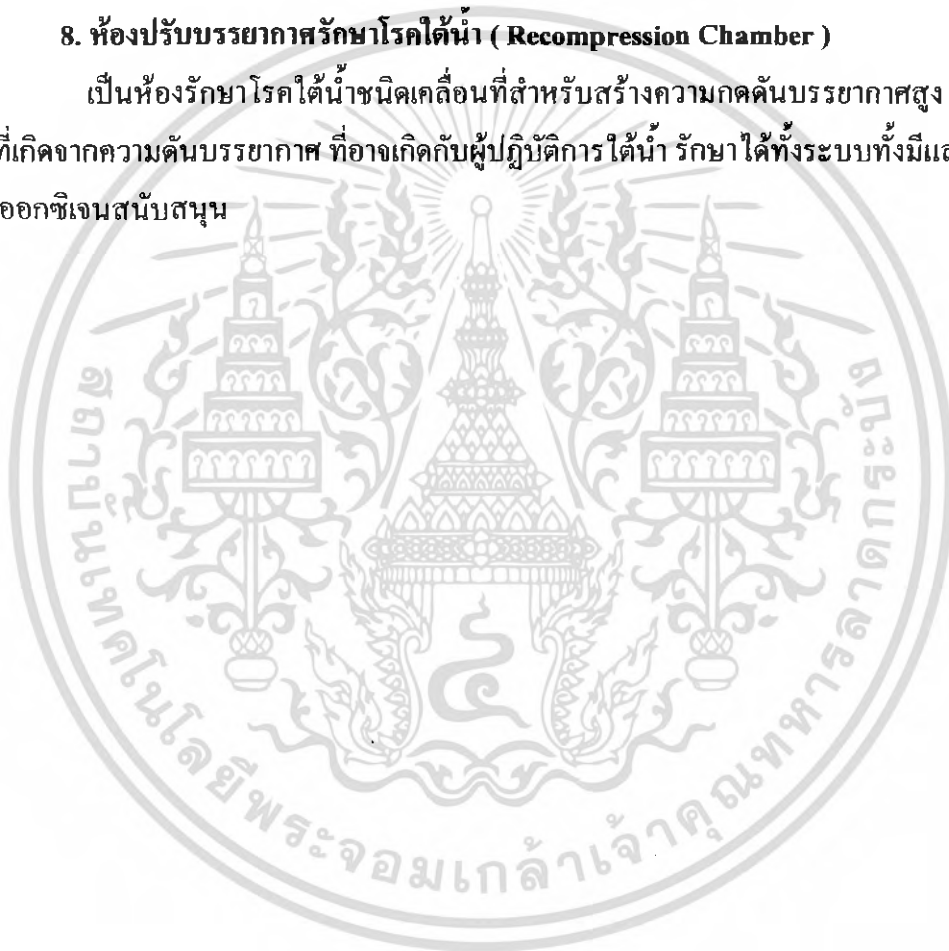 8. ห้องปรับบรรยากาศรักษาโรคใต้น้ำ ( Recompression Chamber )
เป็นห้องรักษาโรคใต้น้ำชนิดเคลื่อนที่สำหรับสร้างความกดดันบรรยากาศสูง
ที่เกิดจากความดันบรรยากาศ ที่อาจเกิดกับผู้ปฏิบัติการใต้น้ำ รักษาได้ทั้งระบบทั้งมีแล
ออกซิเจนสนับสนุน
สถาบันเทคโนโลยีพระจอมเกล้าเจ้าคุณทหารลาดกระบัง
๔